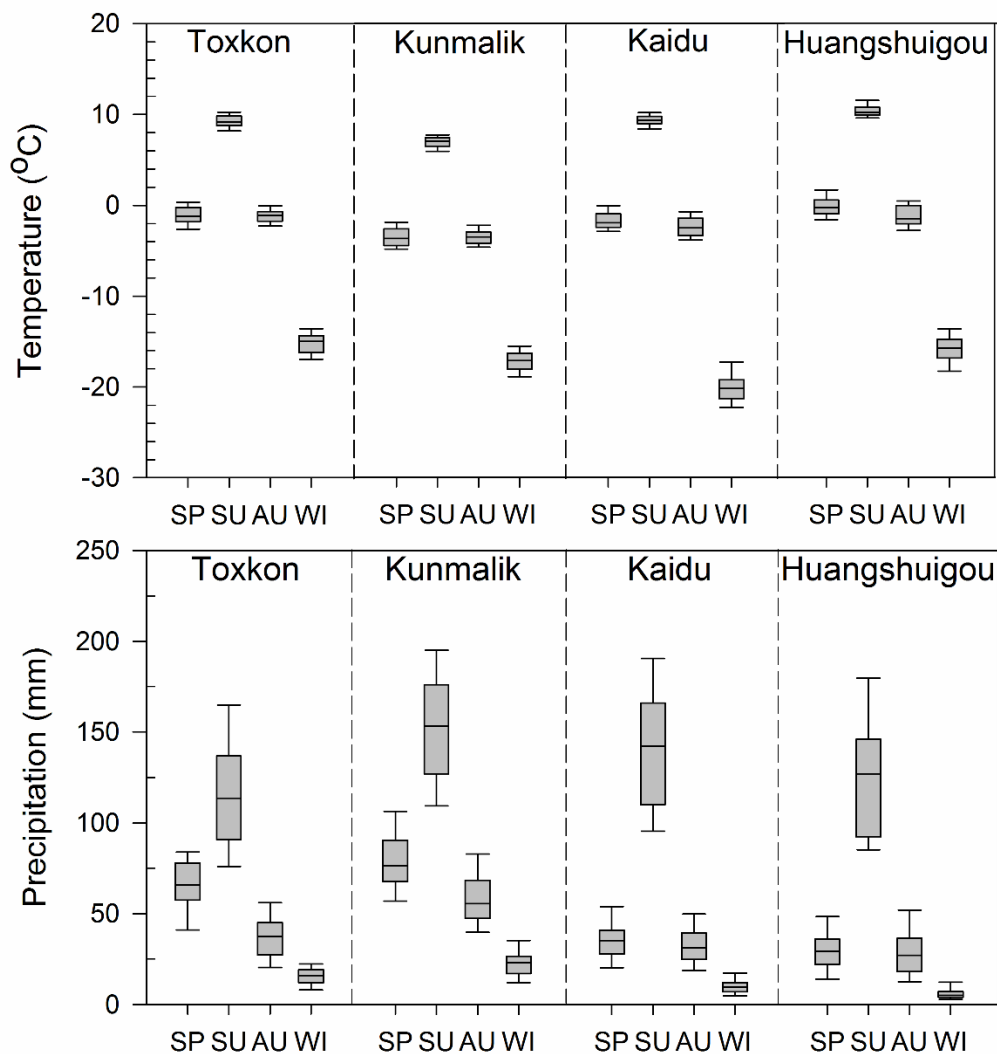 Toxkon Kunmalik Kaidu Huangshuigou
20
10
0
-10
-20
-30
Temperature (°C)
SP SU AU WI SP SU AU WI SP SU AU WI SP SU AU WI
Toxkon Kunmalik Kaidu Huangshuigou
250
200
150
100
50
0
Precipitation (mm)
SP SU AU WI SP SU AU WI SP SU AU WI SP SU AU WI